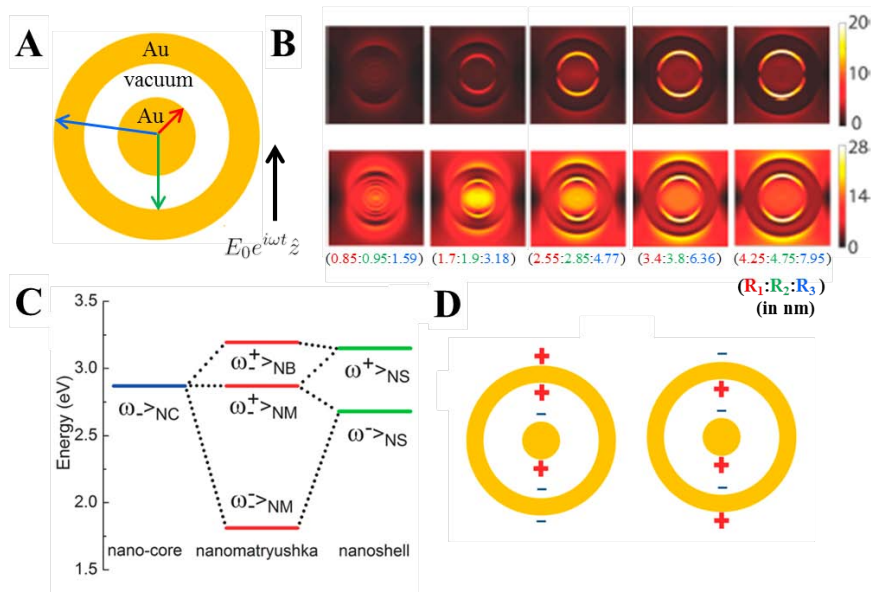 A
Au
vacuum
Au
E₀e^{iωt}ẑ
B
20
10
0
28
14
0
(0.85:0.95:1.59) (1.7:1.9:3.18) (2.55:2.85:4.77) (3.4:3.8:6.36) (4.25:4.75:7.95)
(R₁:R₂:R₃)
(in nm)
C
3.5
3.0
2.5
2.0
1.5
Energy (eV)
ω₋>NC
ω₋⁺>NB
ω₋⁺>NM
ω₋⁻>NM
ω⁺>NS
ω⁻>NS
nano-core nanomatryushka nanoshell
D
+ -
+ +
- -
+ +
- -
- +